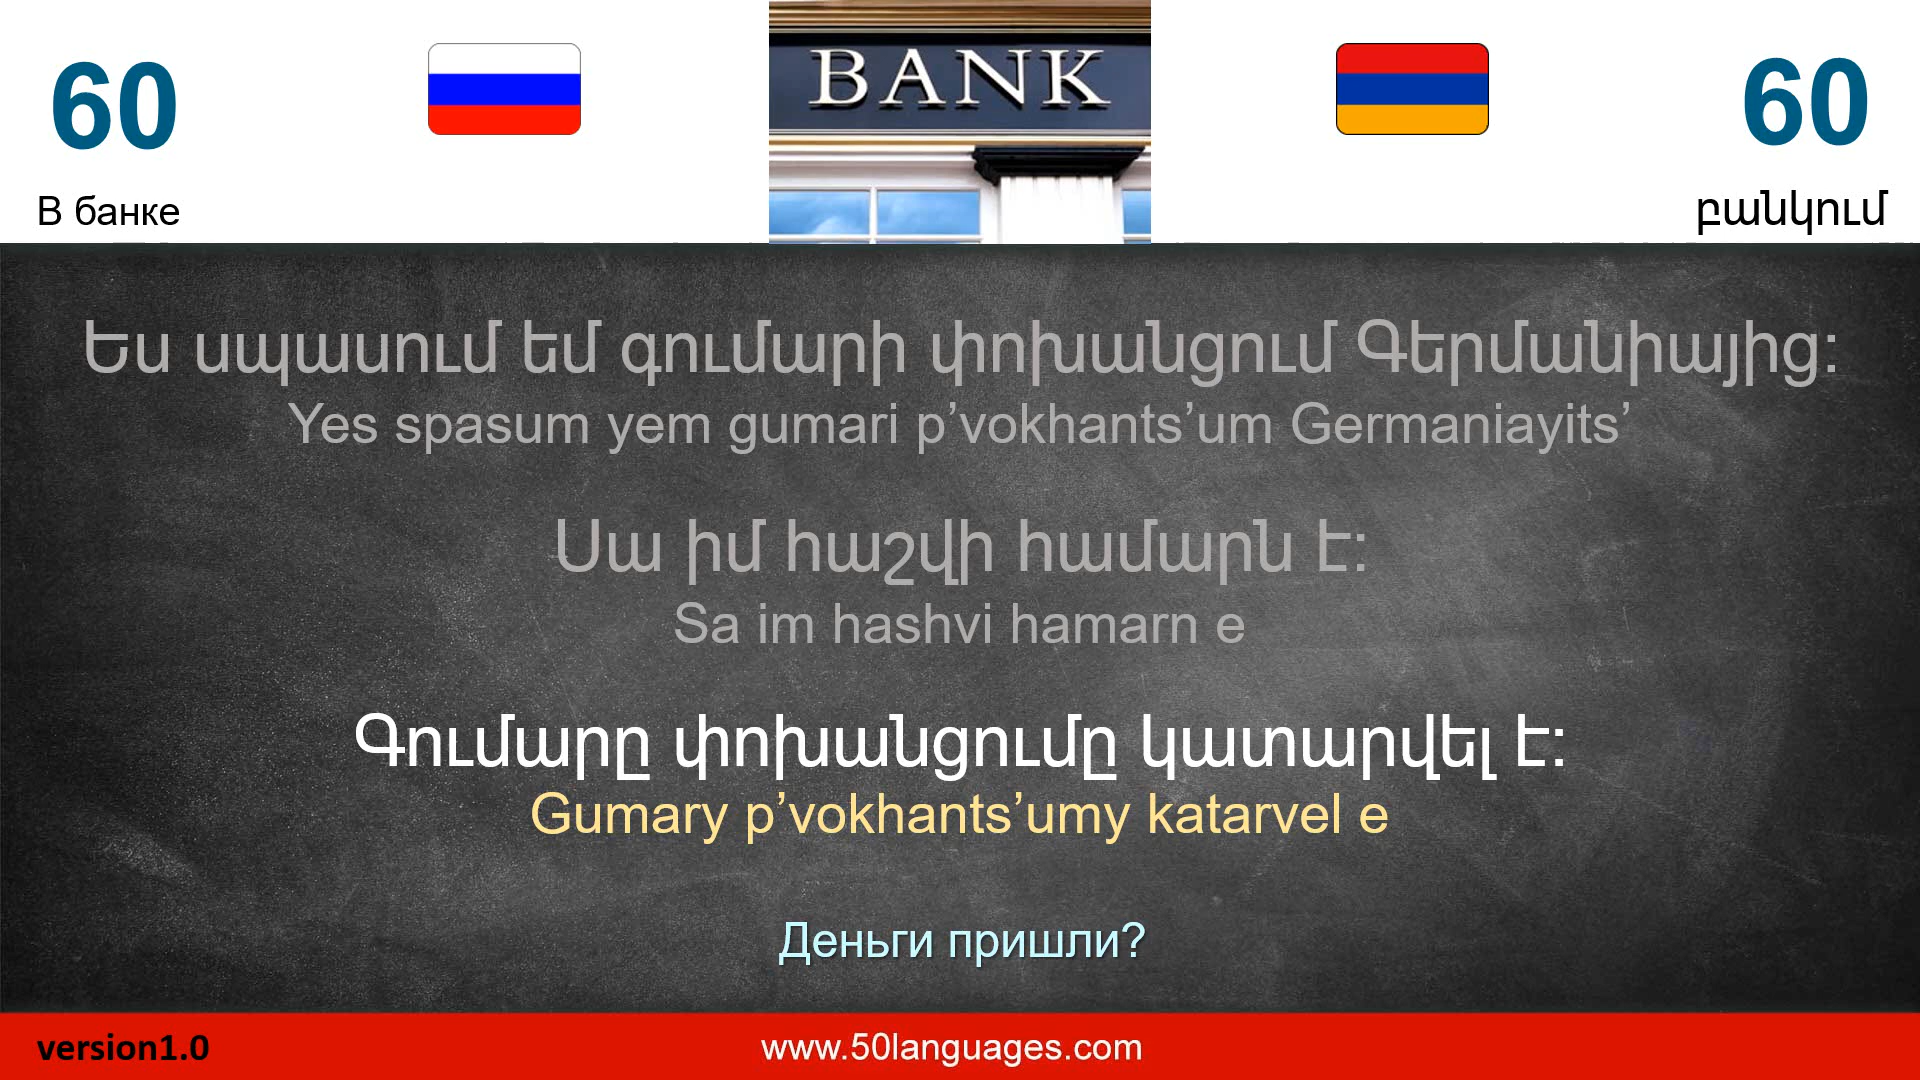 60
BANK
60
В банке
բանկում
Ես սպասում եմ գումարի փոխանցում Գերմանիայից:
Yes spasum yem gumari p’vokhants’um Germaniayits’
Սա իմ հաշվի համարն է:
Sa im hashvi hamarn e
Գումարը փոխանցումը կատարվել է:
Gumary p’vokhants’umy katarvel e
Деньги пришли?
version1.0
www.50languages.com